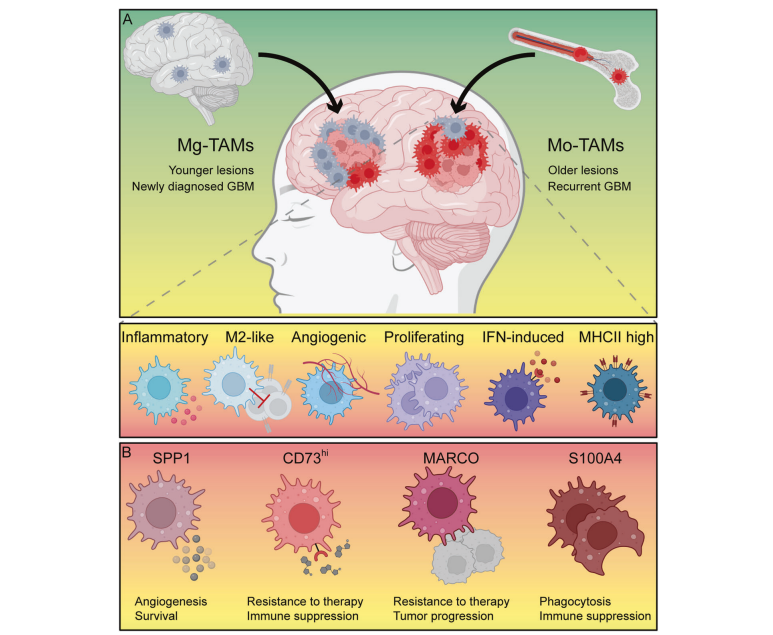 A
Mg-TAMs
Younger lesions
Newly diagnosed GBM
Mo-TAMs
Older lesions
Recurrent GBM
Inflammatory
M2-like
Angiogenic
Proliferating
IFN-induced
MHCII high
B
SPP1
CD73hi
MARCO
S100A4
Angiogenesis
Survival
Resistance to therapy
Immune suppression
Resistance to therapy
Tumor progression
Phagocytosis
Immune suppression